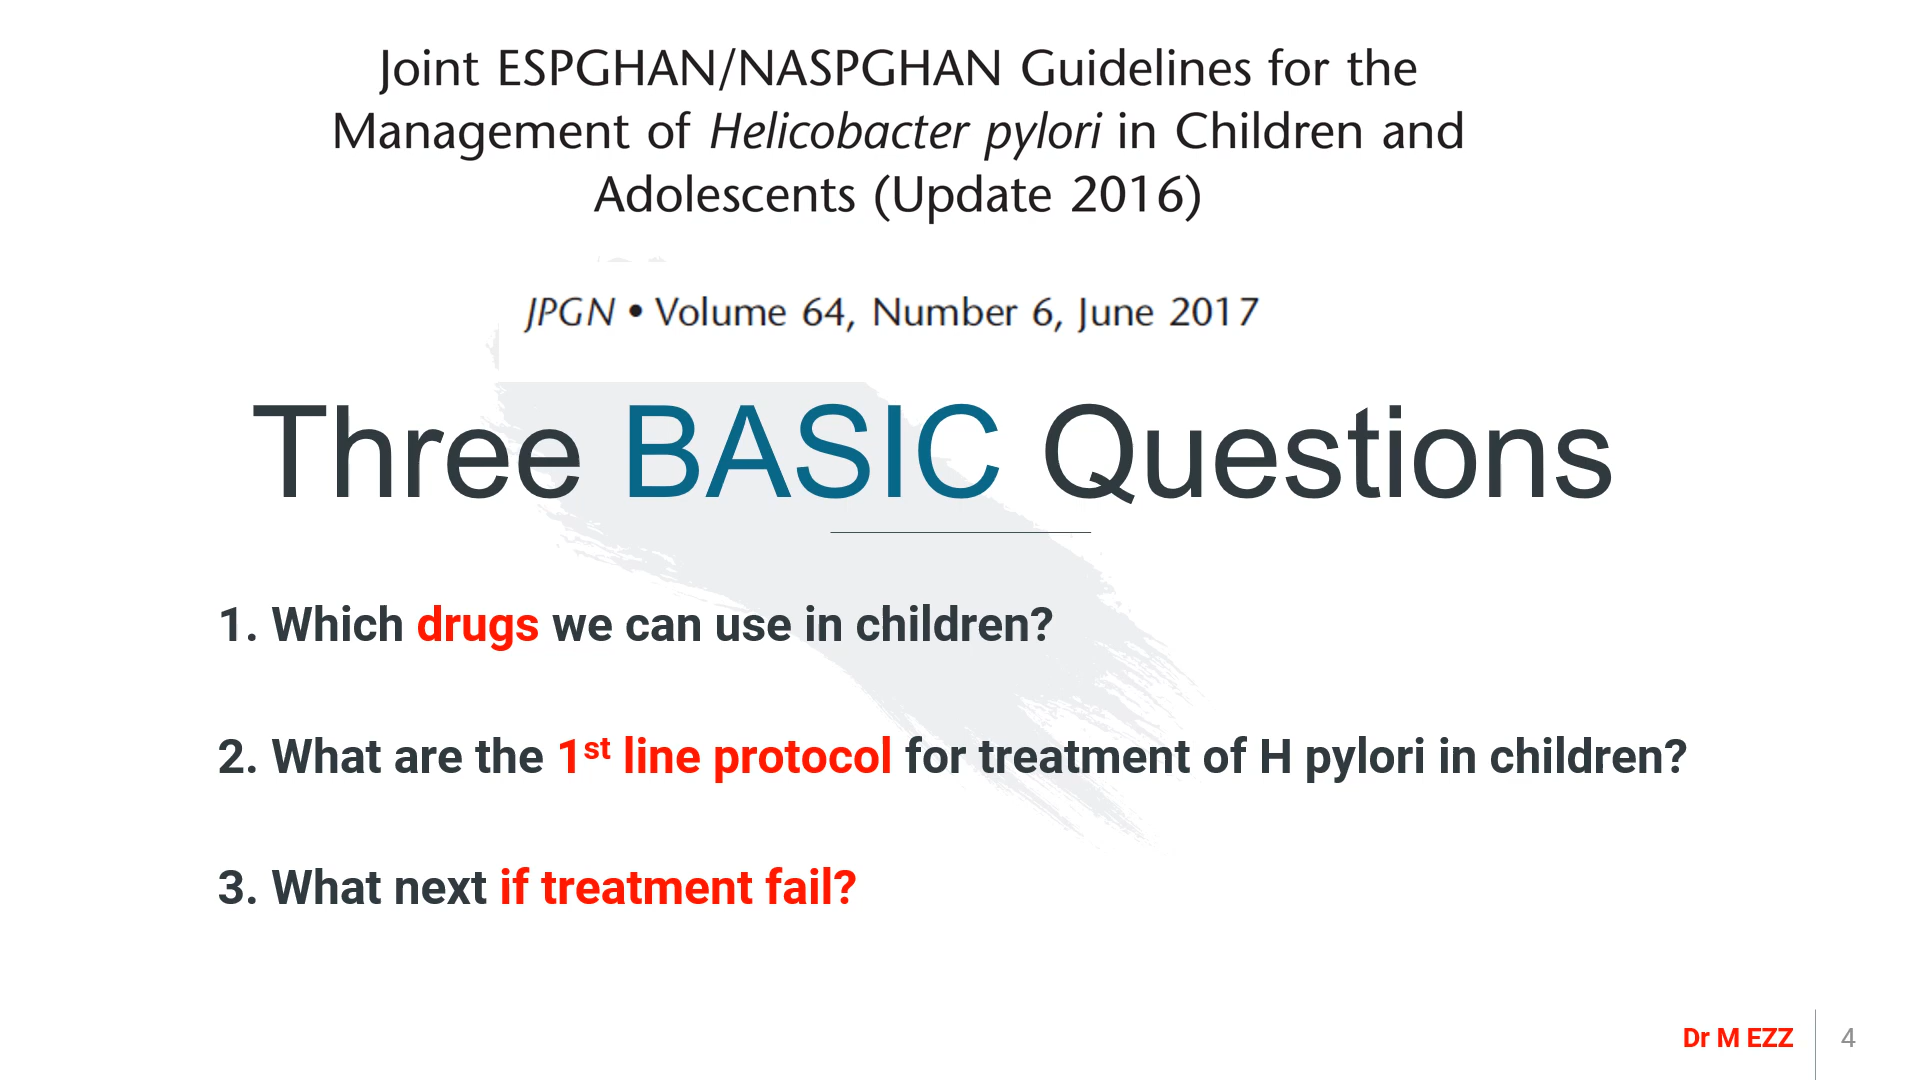 Joint ESPGHAN/NASPGHAN Guidelines for the
Management of Helicobacter pylori in Children and
Adolescents (Update 2016)
JPGN • Volume 64, Number 6, June 2017
Three BASIC Questions
1. Which drugs we can use in children?
2. What are the 1st line protocol for treatment of H pylori in children?
3. What next if treatment fail?
Dr M EZZ
4